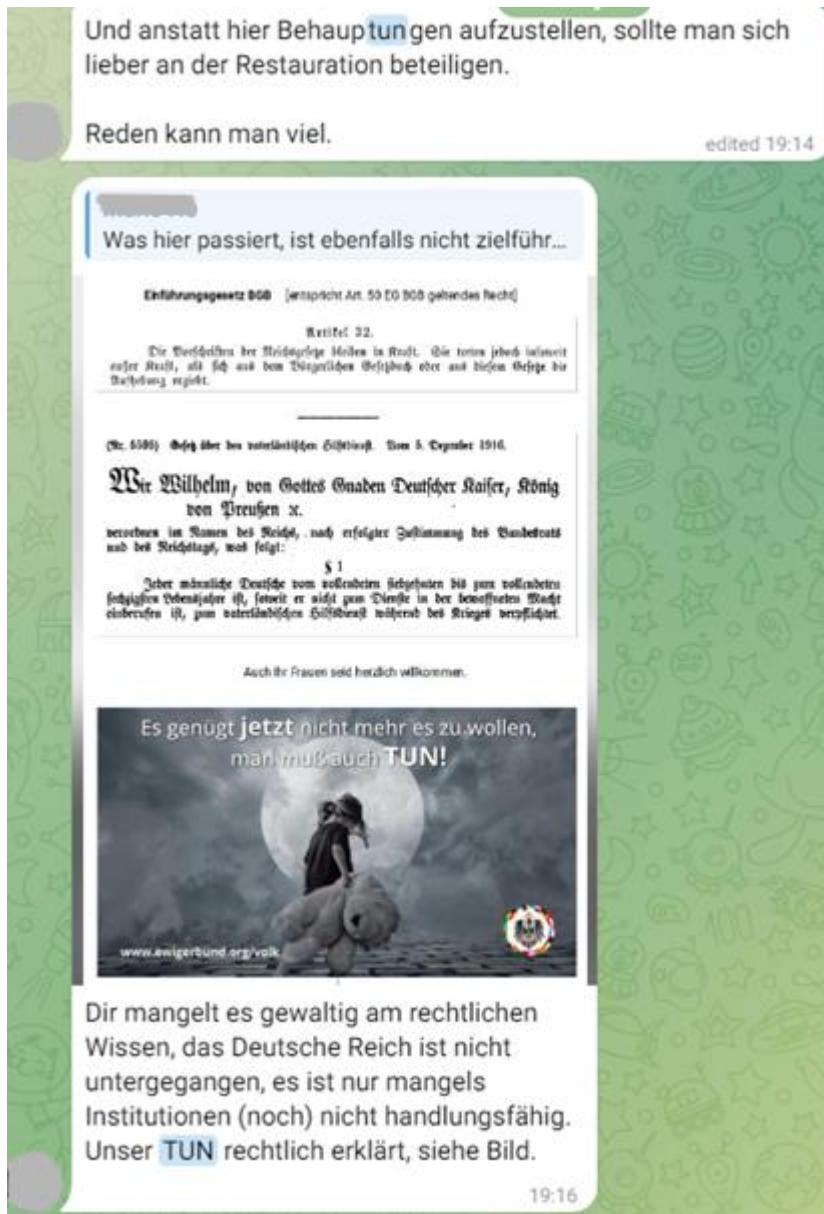 Und anstatt hier Behauptungen aufzustellen, sollte man sich
lieber an der Restauration beteiligen.
Reden kann man viel.
edited 19:14
Was hier passiert, ist ebenfalls nicht zielführ...
Einführungsgesetz BGB [entspricht Art. 50 EG BGB geltendes Recht]
Artikel 32.
Die Vorschriften der Reichsgesetze bleiben in Kraft. Sie treten jedoch insoweit
außer Kraft, als sich aus dem Bürgerlichen Gesetzbuch oder aus diesem Gesetze die
Aufhebung ergiebt.
(Nr. 5595) Gesetz über den vaterländischen Hilfsdienst. Vom 5. Dezember 1916.
Wir Wilhelm, von Gottes Gnaden Deutscher Kaiser, König
von Preußen ꝛc.
verordnen im Namen des Reichs, nach erfolgter Zustimmung des Bundesrats
und des Reichstags, was folgt:
§ 1
Jeder männliche Deutsche vom vollendeten siebzehnten bis zum vollendeten
sechzigsten Lebensjahre ist, soweit er nicht zum Dienste in der bewaffneten Macht
einberufen ist, zum vaterländischen Hilfsdienst während des Krieges verpflichtet.
Auch Ihr Frauen seid herzlich willkommen.
Es genügt jetzt nicht mehr es zu wollen,
man muß auch TUN!
www.ewigerbund.org/volk
Dir mangelt es gewaltig am rechtlichen
Wissen, das Deutsche Reich ist nicht
untergegangen, es ist nur mangels
Institutionen (noch) nicht handlungsfähig.
Unser TUN rechtlich erklärt, siehe Bild.
19:16